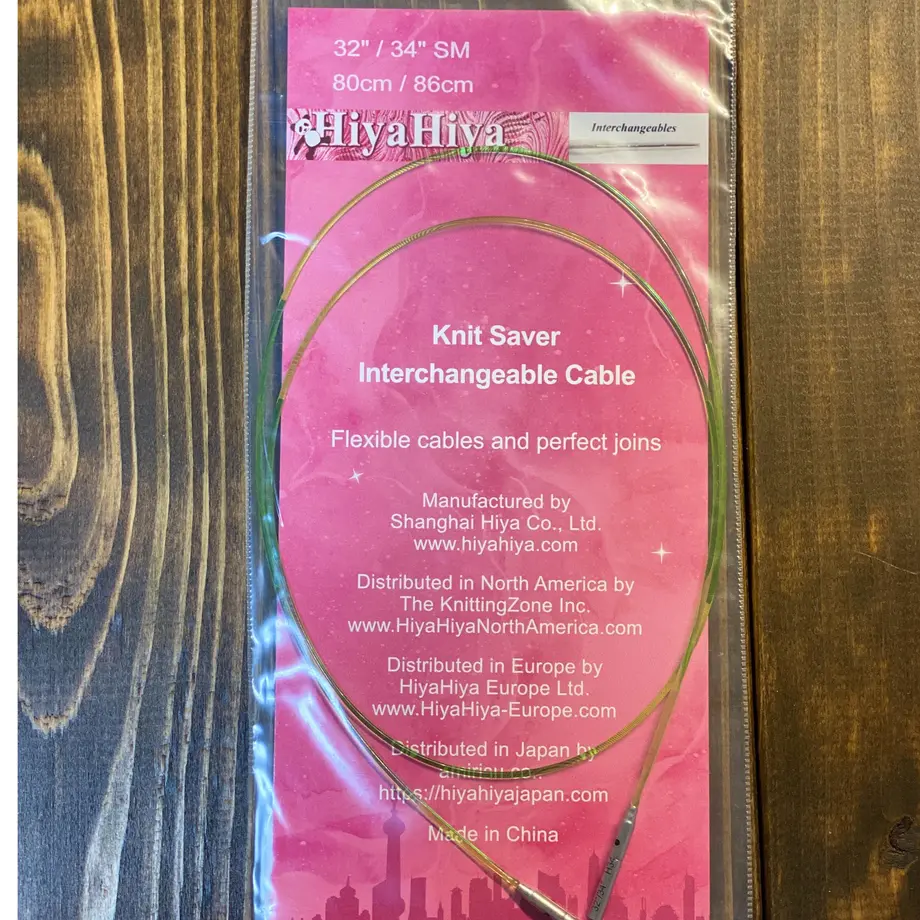 32" / 34" SM
80cm / 86cm
HiyaHiya
Interchangeables
Knit Saver
Interchangeable Cable
Flexible cables and perfect joins
Manufactured by
Shanghai Hiya Co., Ltd.
www.hiyahiya.com
Distributed in North America by
The KnittingZone Inc.
www.HiyaHiyaNorthAmerica.com
Distributed in Europe by
HiyaHiya Europe Ltd.
www.HiyaHiya-Europe.com
Distributed in Japan by
amirisu co.
https://hiyahiyajapan.com
Made in China